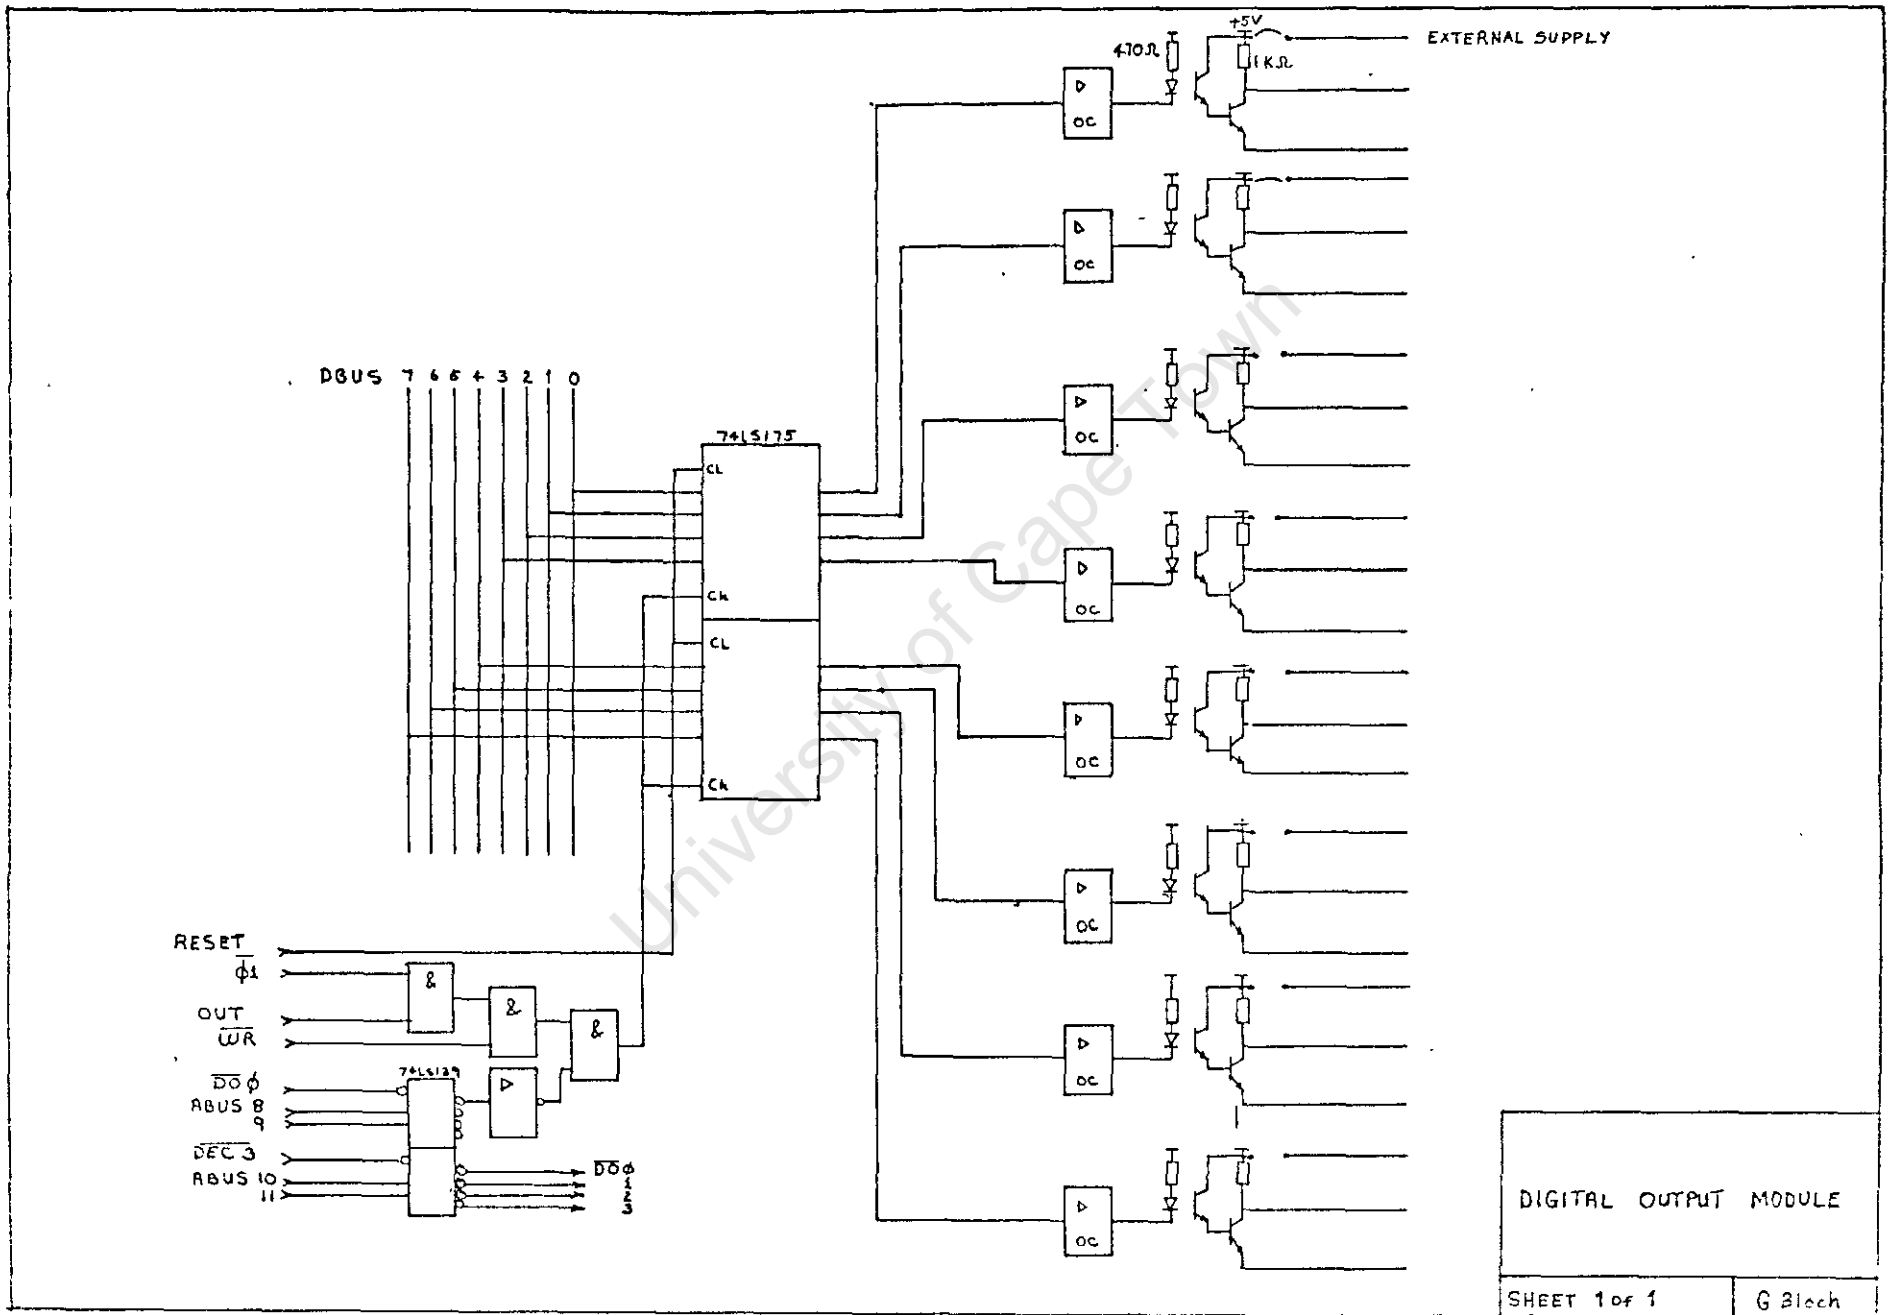 +5V
EXTERNAL SUPPLY
470Ω
1KΩ
▷
OC
▷
OC
▷
OC
▷
OC
▷
OC
▷
OC
▷
OC
▷
OC
DBUS 7 6 5 4 3 2 1 0
74LS175
CL
Ck
CL
Ck
RESET
φ1
OUT
WR
&
&
&
DOφ
ABUS 8
9
74LS139
▷
DEC 3
ABUS 10
11
DOφ
1
2
3
University of Cape Town
DIGITAL OUTPUT MODULE
SHEET 1 of 1
G Bloch